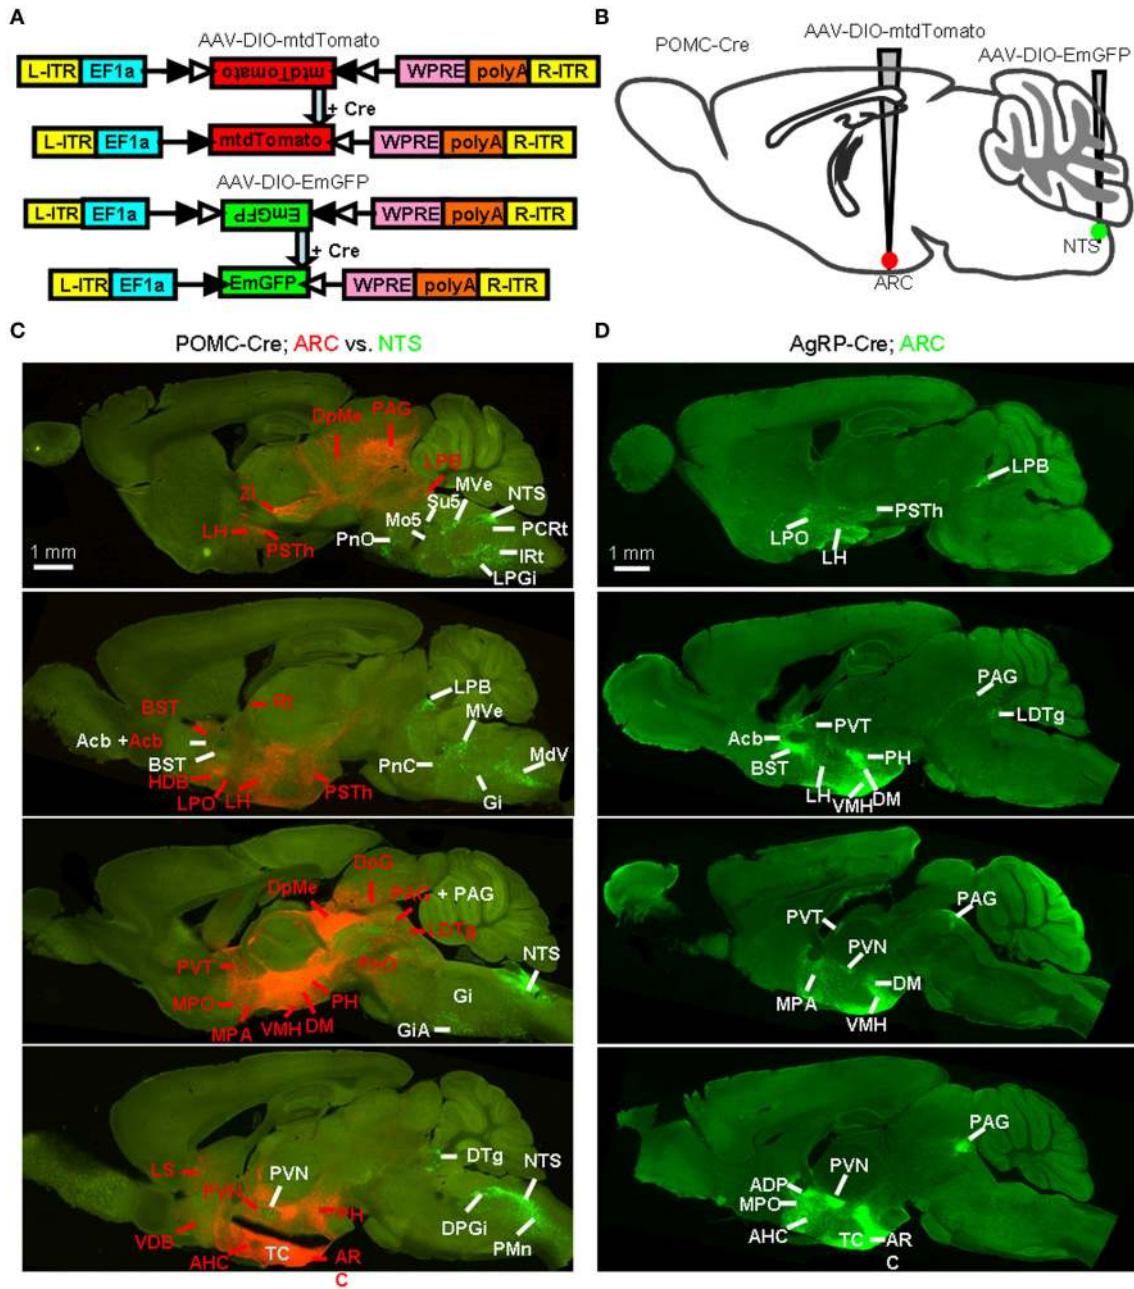 A
AAV-DIO-mtdTomato
L-ITR EF1a mtdTomato WPRE polyA R-ITR
+ Cre
L-ITR EF1a mtdTomato WPRE polyA R-ITR
AAV-DIO-EmGFP
L-ITR EF1a EmGFP WPRE polyA R-ITR
+ Cre
L-ITR EF1a EmGFP WPRE polyA R-ITR
B
POMC-Cre
AAV-DIO-mtdTomato
AAV-DIO-EmGFP
NTS
ARC
C
POMC-Cre; ARC vs. NTS
DpMe
PAG
LPB
MVe
NTS
ZI
Su5
Mo5
LH
PSTh
PnO
PCRt
IRt
LPGi
1 mm
LPB
BST
Rt
MVe
Acb +Acb
BST
PnC
MdV
HDB
LPO
LH
PSTh
Gi
DpG
DpMe
PAG + PAG
LDTg
PVT
PnO
NTS
MPO
PH
Gi
MPA
VMH
DM
GiA
LS
PVN
DTg
NTS
PVN
PH
DPGi
VDB
AHC
TC
AR
C
PMn
D
AgRP-Cre; ARC
LPB
PSTh
LPO
LH
1 mm
PAG
PVT
LDTg
Acb
BST
PH
LH
VMH
DM
PAG
PVT
PVN
DM
MPA
VMH
PAG
PVN
ADP
MPO
AHC
TC
AR
C